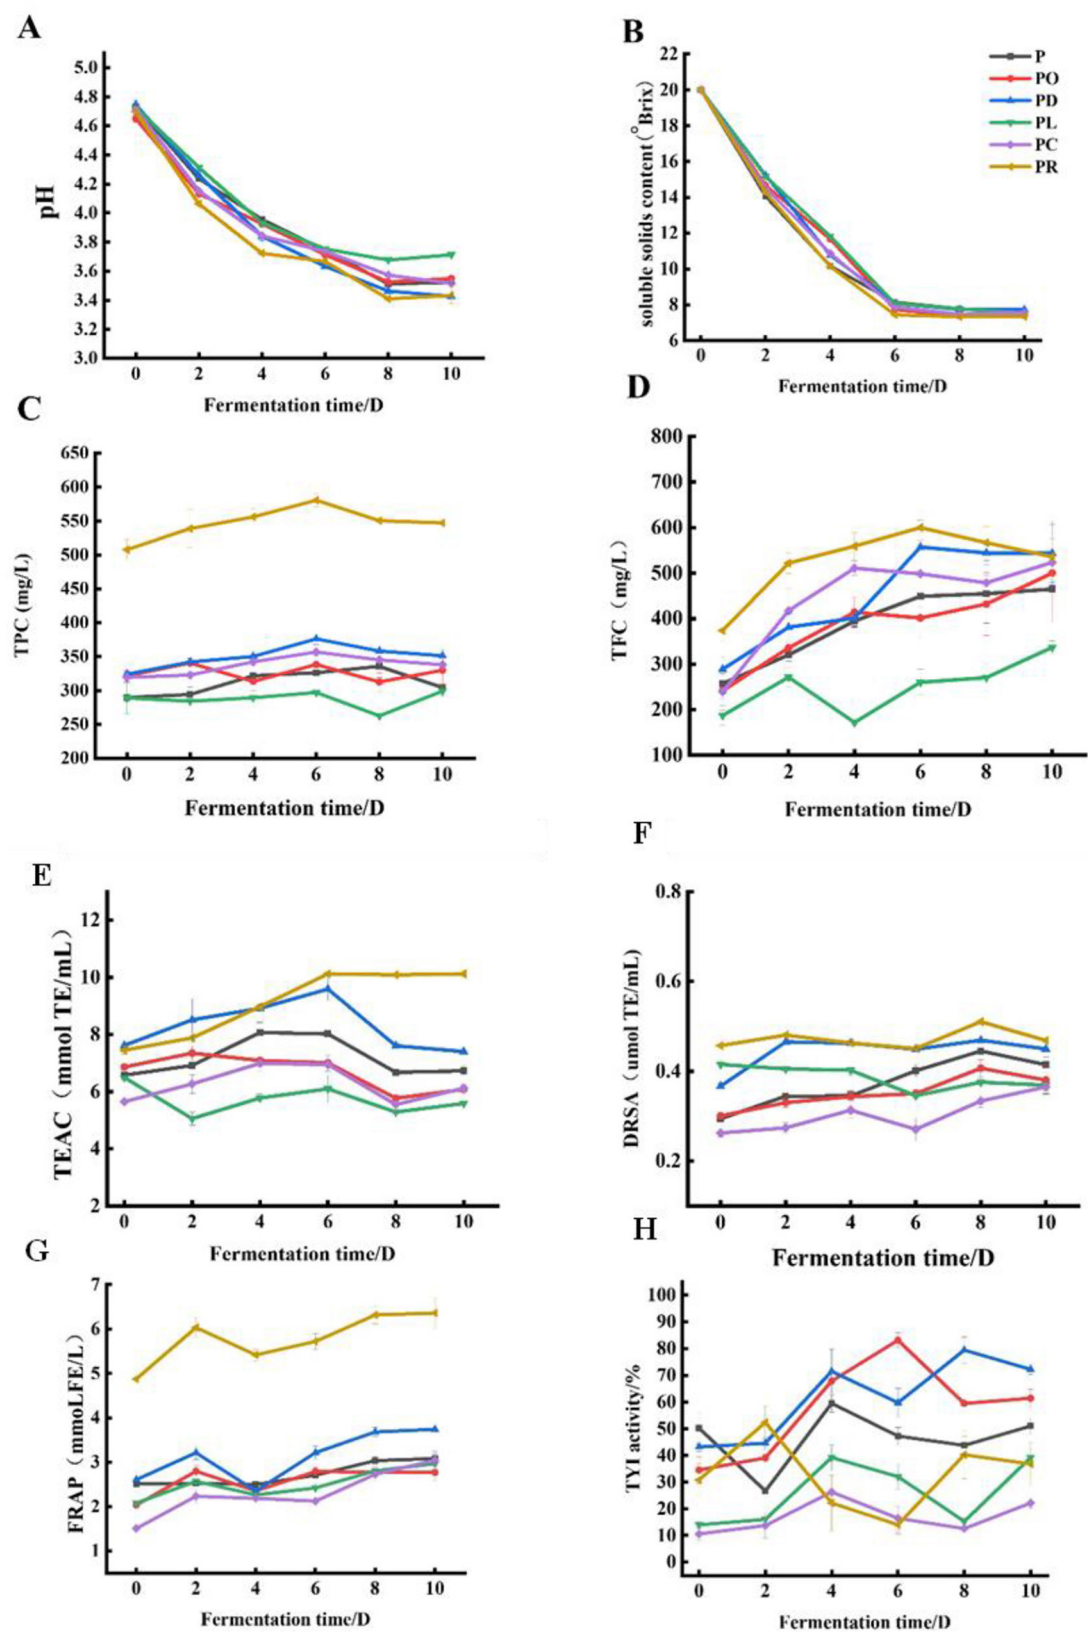 A
pH
5.0
4.8
4.6
4.4
4.2
4.0
3.8
3.6
3.4
3.2
3.0
0 2 4 6 8 10
Fermentation time/D
B
soluble solids content(°Brix)
22
20
18
16
14
12
10
8
6
0 2 4 6 8 10
Fermentation time/D
P
PO
PD
PL
PC
PR
C
TPC (mg/L)
650
600
550
500
450
400
350
300
250
200
0 2 4 6 8 10
Fermentation time/D
D
TFC（mg/L）
800
700
600
500
400
300
200
100
0 2 4 6 8 10
Fermentation time/D
E
TEAC（mmol TE/mL）
12
10
8
6
4
2
0 2 4 6 8 10
Fermentation time/D
F
DRSA（umol TE/mL)
0.8
0.6
0.4
0.2
0 2 4 6 8 10
Fermentation time/D
G
FRAP（mmoLFE/L）
7
6
5
4
3
2
1
0 2 4 6 8 10
Fermentation time/D
H
TYI activity/%
100
90
80
70
60
50
40
30
20
10
0
0 2 4 6 8 10
Fermentation time/D